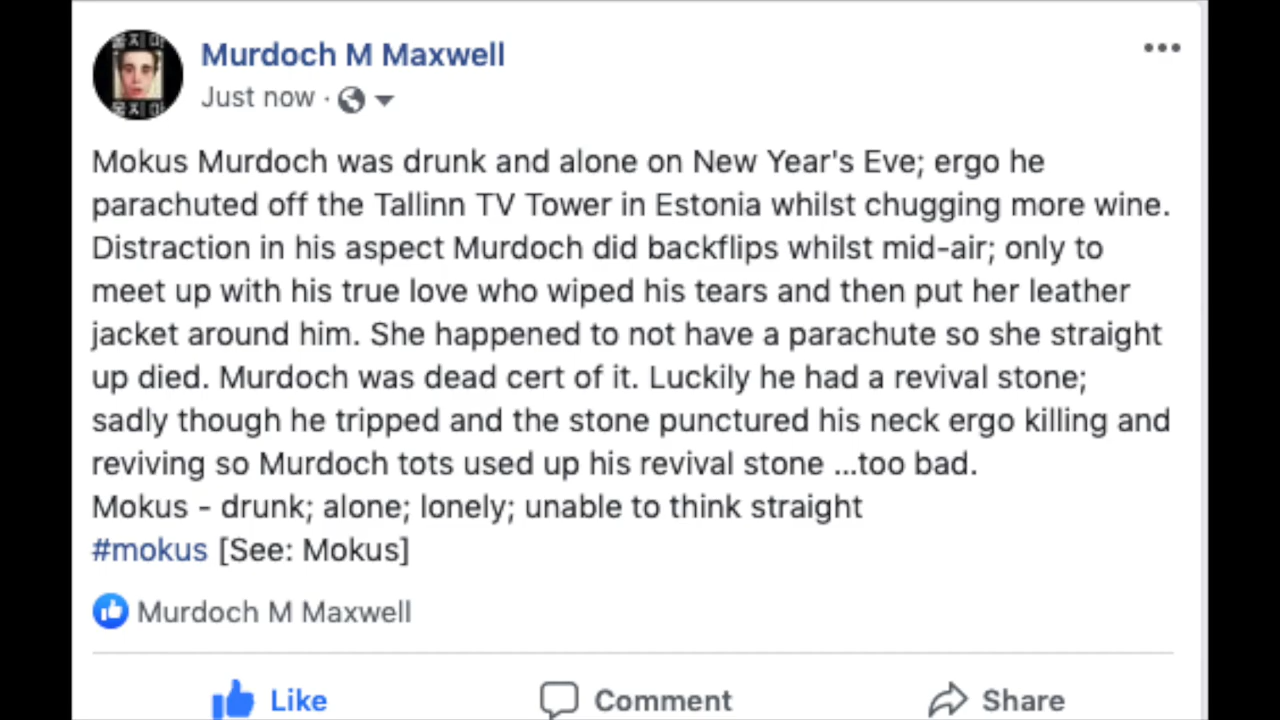 Murdoch M Maxwell
Just now ·
Mokus Murdoch was drunk and alone on New Year's Eve; ergo he
parachuted off the Tallinn TV Tower in Estonia whilst chugging more wine.
Distraction in his aspect Murdoch did backflips whilst mid-air; only to
meet up with his true love who wiped his tears and then put her leather
jacket around him. She happened to not have a parachute so she straight
up died. Murdoch was dead cert of it. Luckily he had a revival stone;
sadly though he tripped and the stone punctured his neck ergo killing and
reviving so Murdoch tots used up his revival stone ...too bad.
Mokus - drunk; alone; lonely; unable to think straight
#mokus [See: Mokus]
Murdoch M Maxwell
Like Comment Share